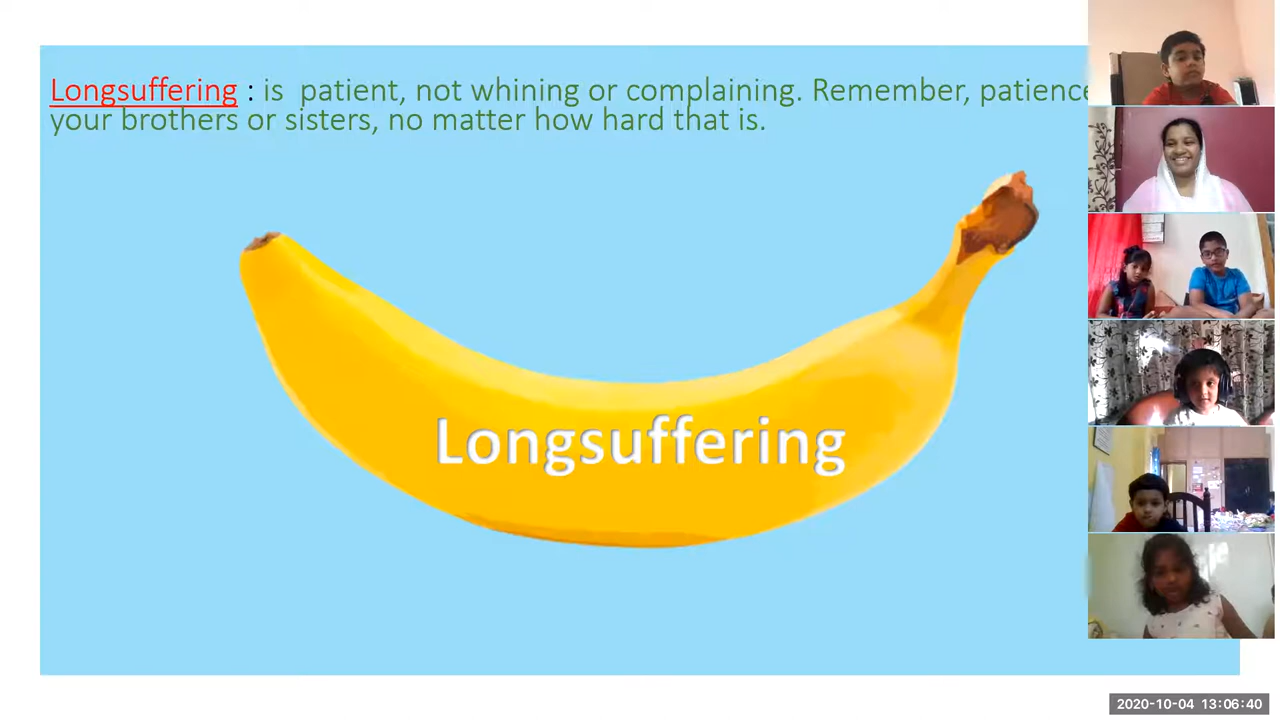 Longsuffering : is patient, not whining or complaining. Remember, patience
your brothers or sisters, no matter how hard that is.
Longsuffering
2020-10-04 13:06:40